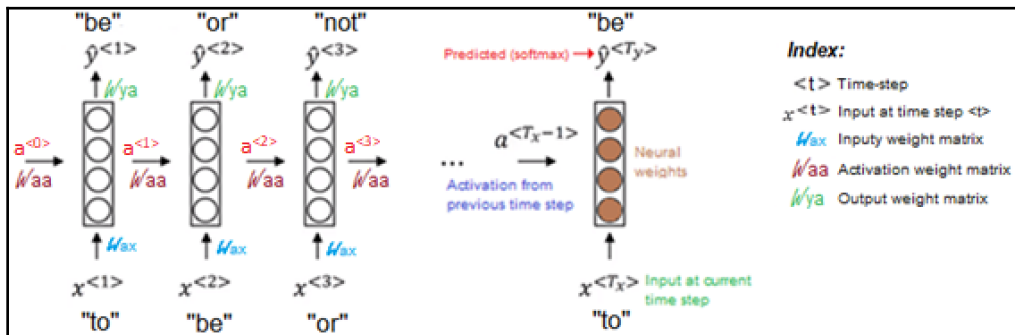 "be" "or" "not" "be"
ŷ<1> ŷ<2> ŷ<3> Predicted (softmax) ŷ<Ty>
Wya Wya Wya
a<0> a<1> a<2> a<3> ... a<Tx−1>
Waa Waa Waa Waa
Activation from
previous time step
Neural
weights
Wax Wax Wax
x<1> x<2> x<3> x<Tx>
Input at current
time step
"to" "be" "or" "to"
Index:
<t> Time-step
x<t> Input at time step <t>
Wax Inputy weight matrix
Waa Activation weight matrix
Wya Output weight matrix